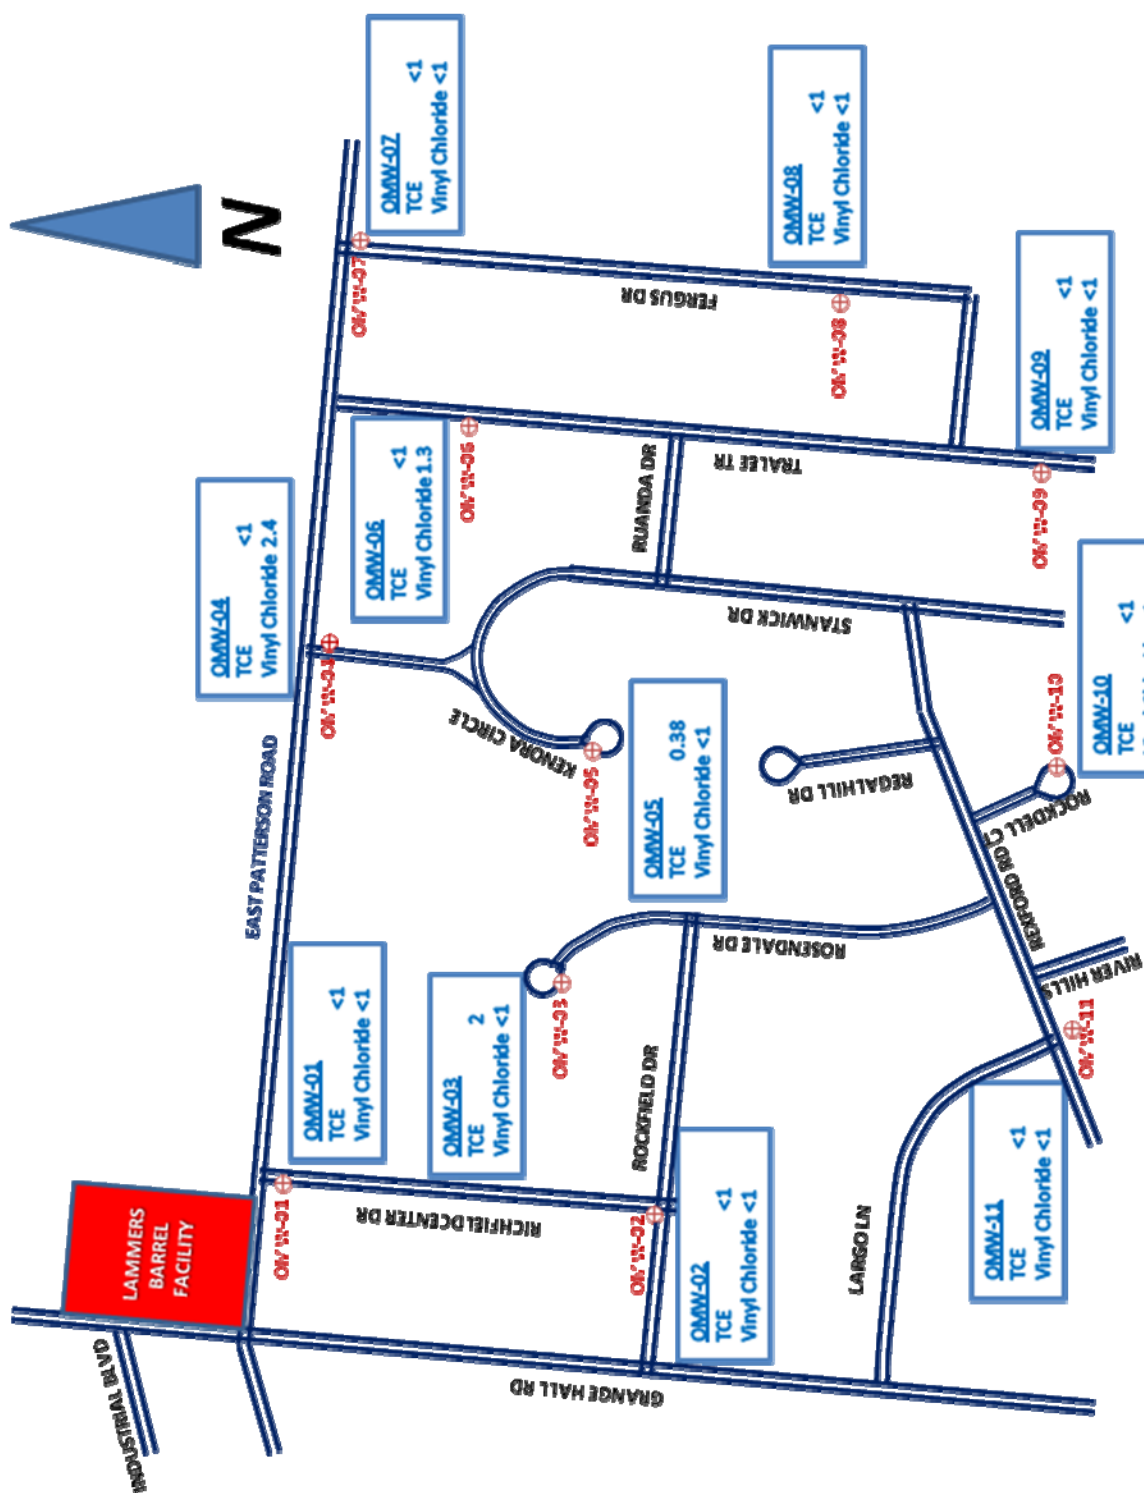 N
OMW-07
TCE <1
Vinyl Chloride <1
OMW-08
TCE <1
Vinyl Chloride <1
OMW-09
TCE <1
Vinyl Chloride <1
OMW-04
TCE <1
Vinyl Chloride 2.4
OMW-06
TCE <1
Vinyl Chloride 1.3
OMW-10
TCE <1
OMW-05
TCE 0.38
Vinyl Chloride <1
OMW-01
TCE <1
Vinyl Chloride <1
OMW-03
TCE 2
Vinyl Chloride <1
OMW-02
TCE <1
Vinyl Chloride <1
OMW-11
TCE <1
Vinyl Chloride <1
LAMMERS
BARREL
FACILITY
EAST PATTERSON ROAD
FERGUS DR
TRALEE TR
RUANDA DR
STANWICK DR
KENORA CIRCLE
REGALHILL DR
ROCKDELL CT
REXFORD RD
RIVER HILLS
ROSENDALE DR
ROCKFIELD DR
RICHFIELDCENTER DR
LARGO LN
GRANGE HALL RD
INDUSTRIAL BLVD
OMW-07
OMW-08
OMW-06
OMW-09
OMW-04
OMW-05
OMW-10
OMW-03
OMW-11
OMW-01
OMW-02